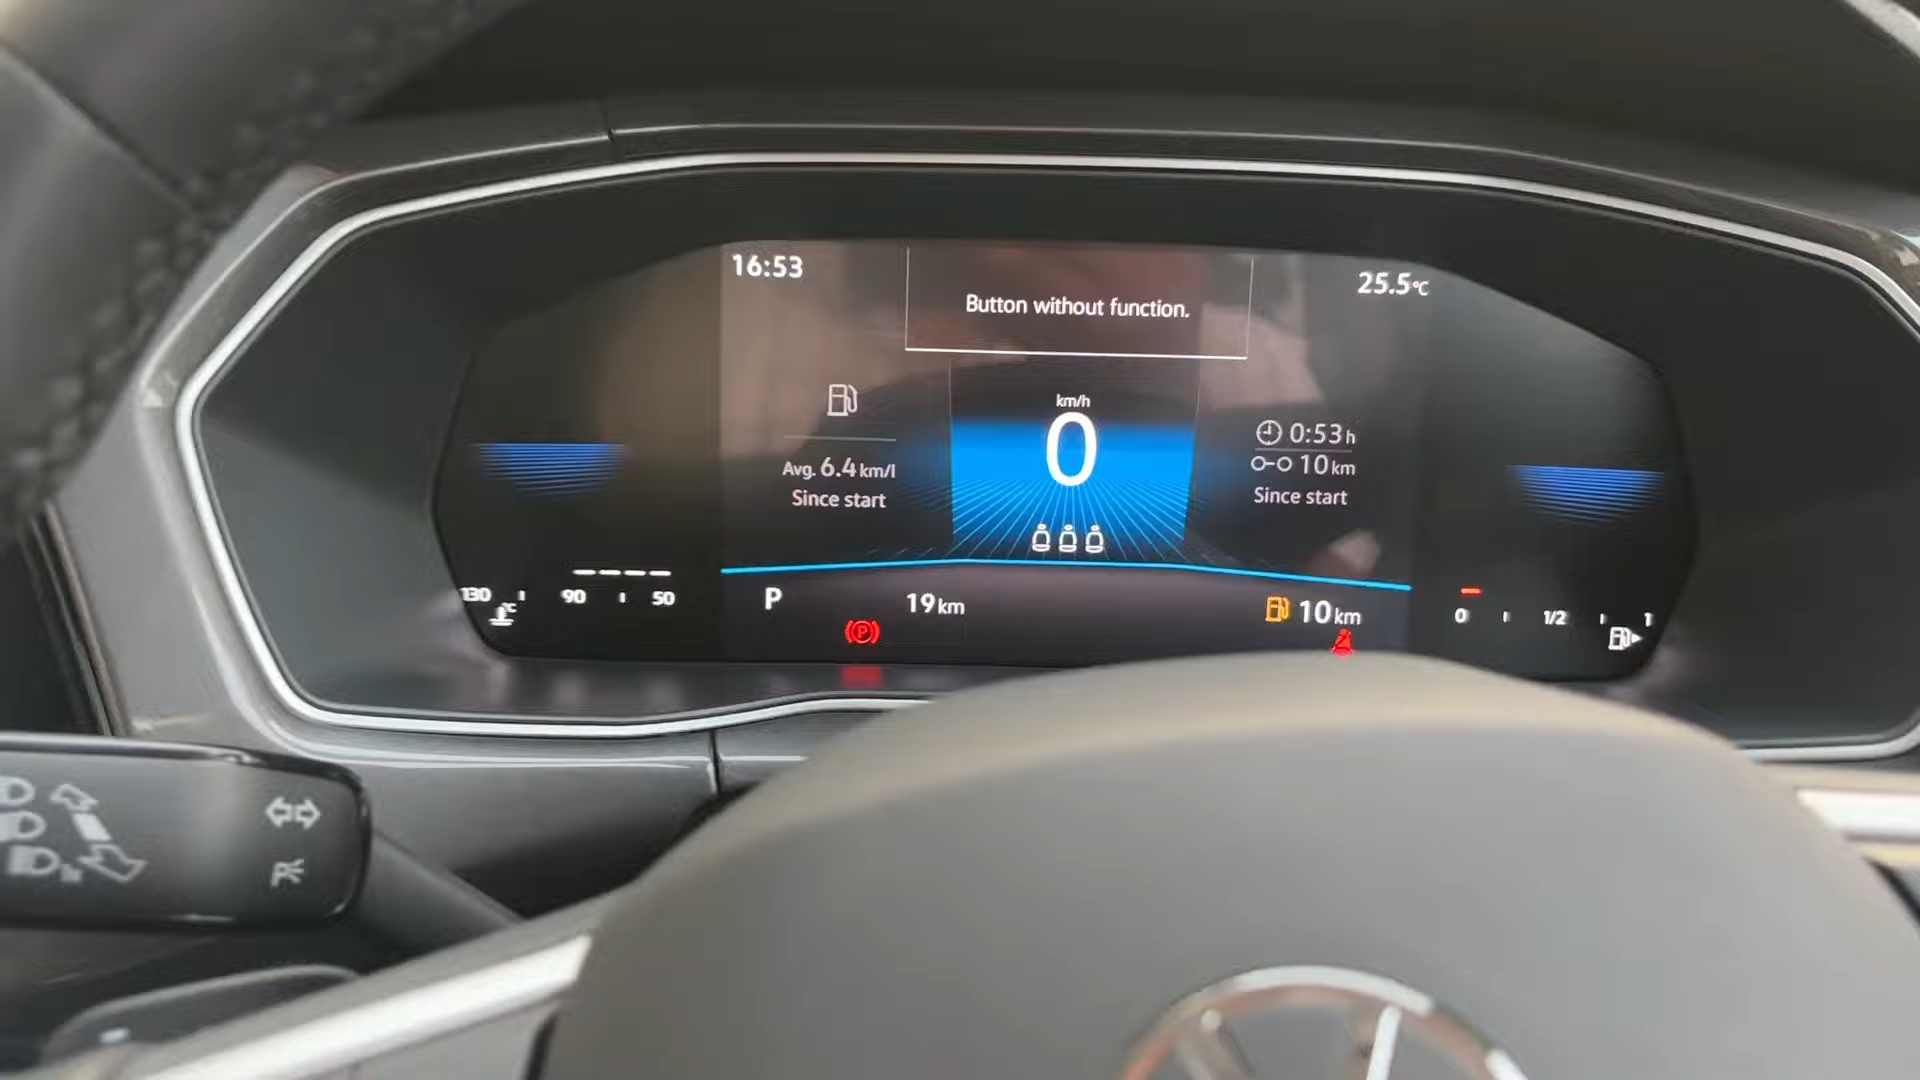 16:53
Button without function.
25.5°C
km/h
0
Avg. 6.4 km/l
Since start
0:53 h
10 km
Since start
130
°C
90
50
P
19 km
(P)
10 km
0
1/2
1
P